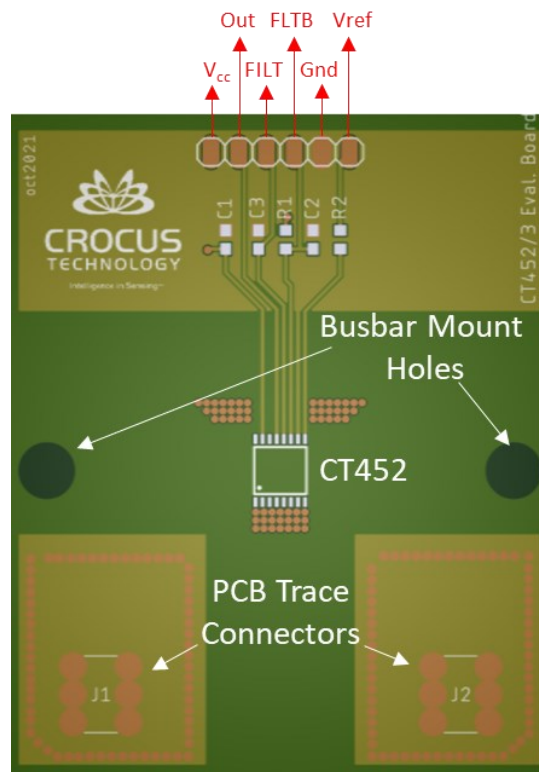 Out FLTB Vref
Vcc FILT Gnd
oct2021
CROCUS
TECHNOLOGY
Intelligence in Sensing™
C1 C3 R1 C2 R2
CT452/3 Eval. Board
Busbar Mount
Holes
CT452
PCB Trace
Connectors
J1
J2